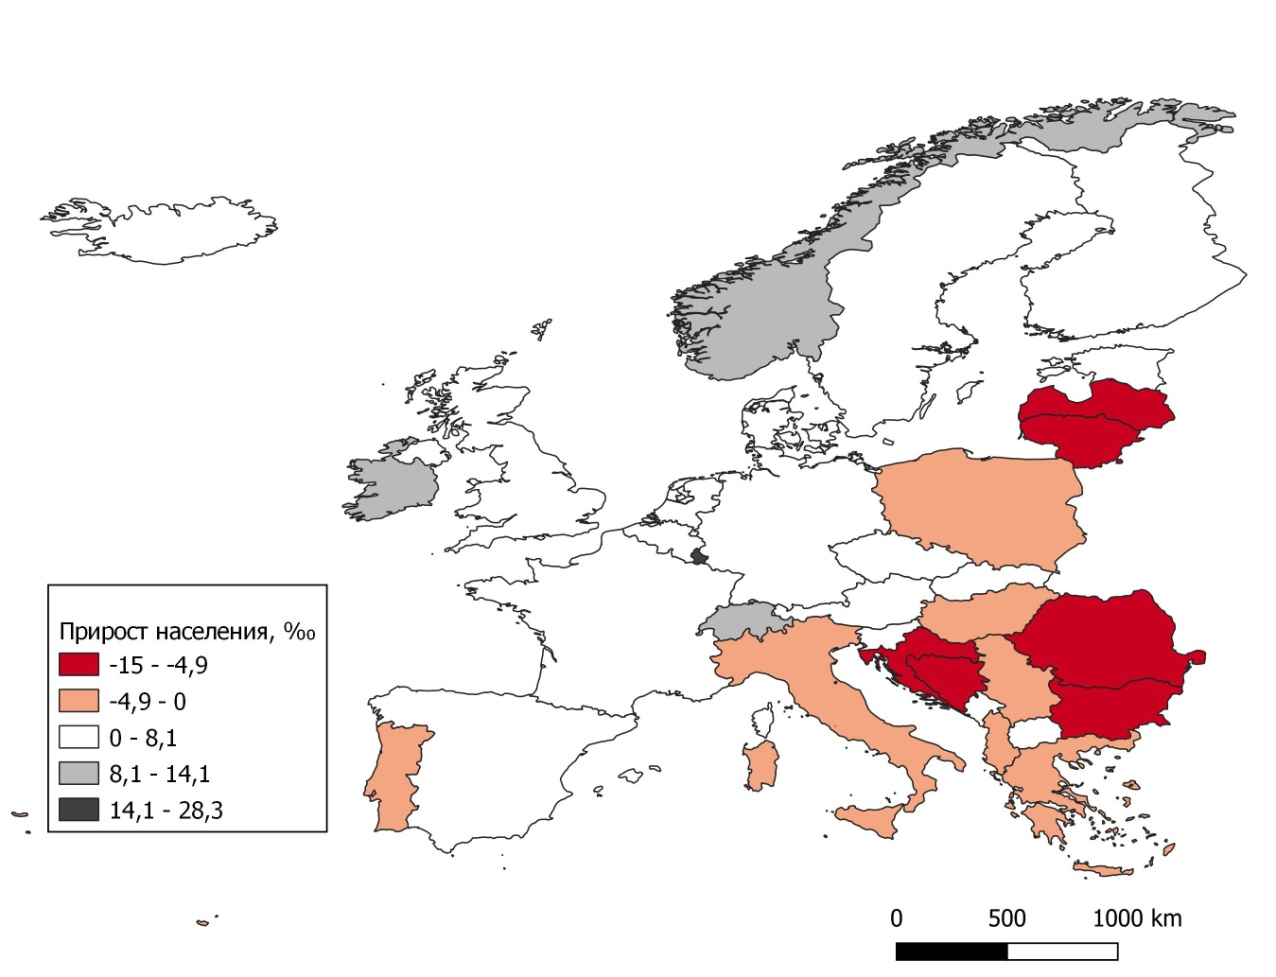 Прирост населения, ‰
-15 - -4,9
-4,9 - 0
0 - 8,1
8,1 - 14,1
14,1 - 28,3
0 500 1000 km